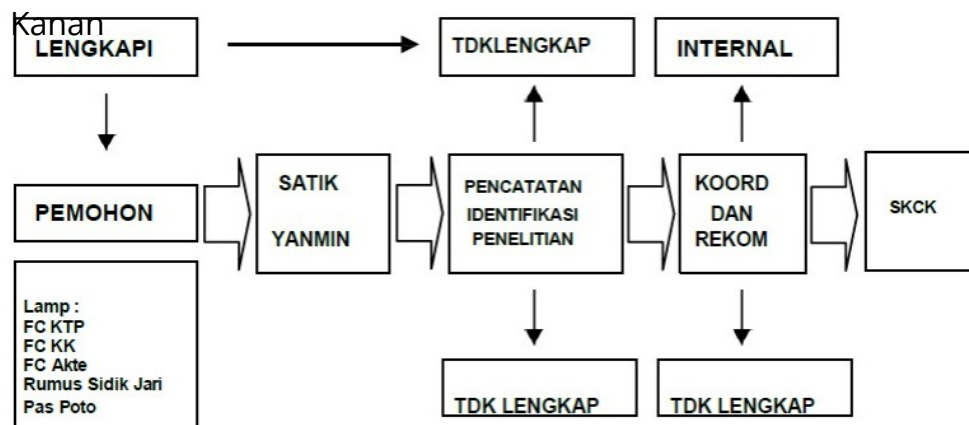 Kanan
LENGKAPI
TDKLENGKAP
INTERNAL
PEMOHON
SATIK
YANMIN
PENCATATAN
IDENTIFIKASI
PENELITIAN
KOORD
DAN
REKOM
SKCK
Lamp :
FC KTP
FC KK
FC Akte
Rumus Sidik Jari
Pas Poto
TDK LENGKAP
TDK LENGKAP